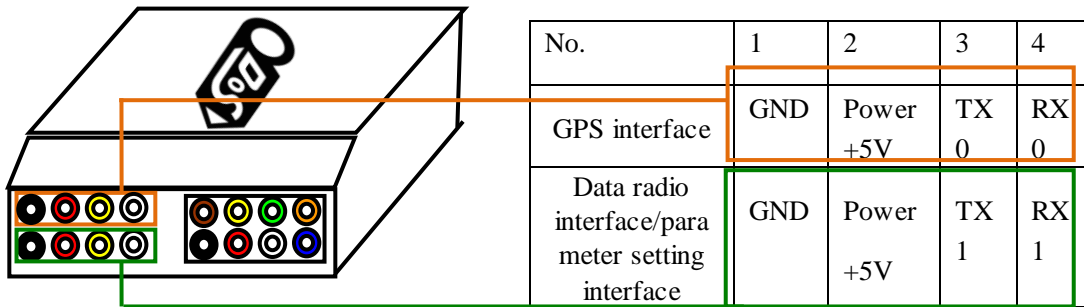 No. 1 2 3 4
GPS interface GND Power TX RX
+5V 0 0
Data radio
interface/para
meter setting
interface
GND Power TX RX
+5V 1 1